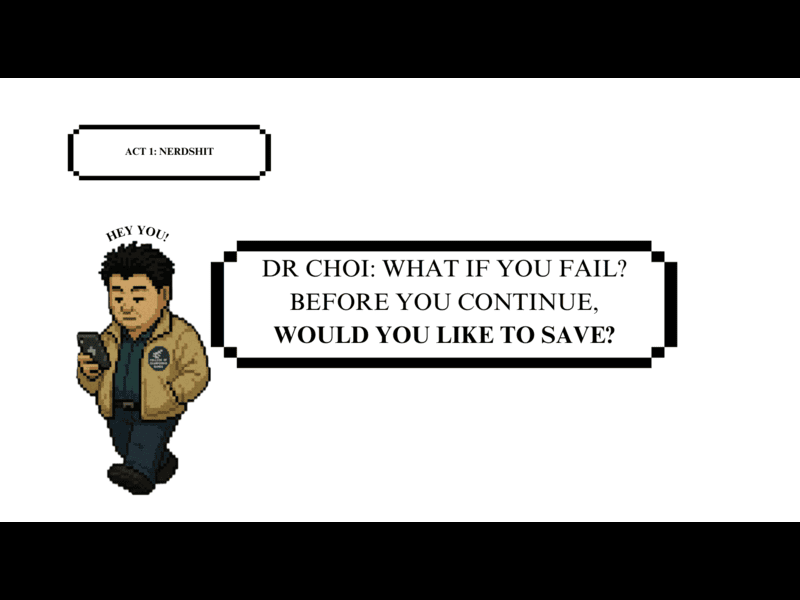 ACT 1: NERDSHIT
HEY YOU!
DR CHOI: WHAT IF YOU FAIL?
BEFORE YOU CONTINUE,
WOULD YOU LIKE TO SAVE?